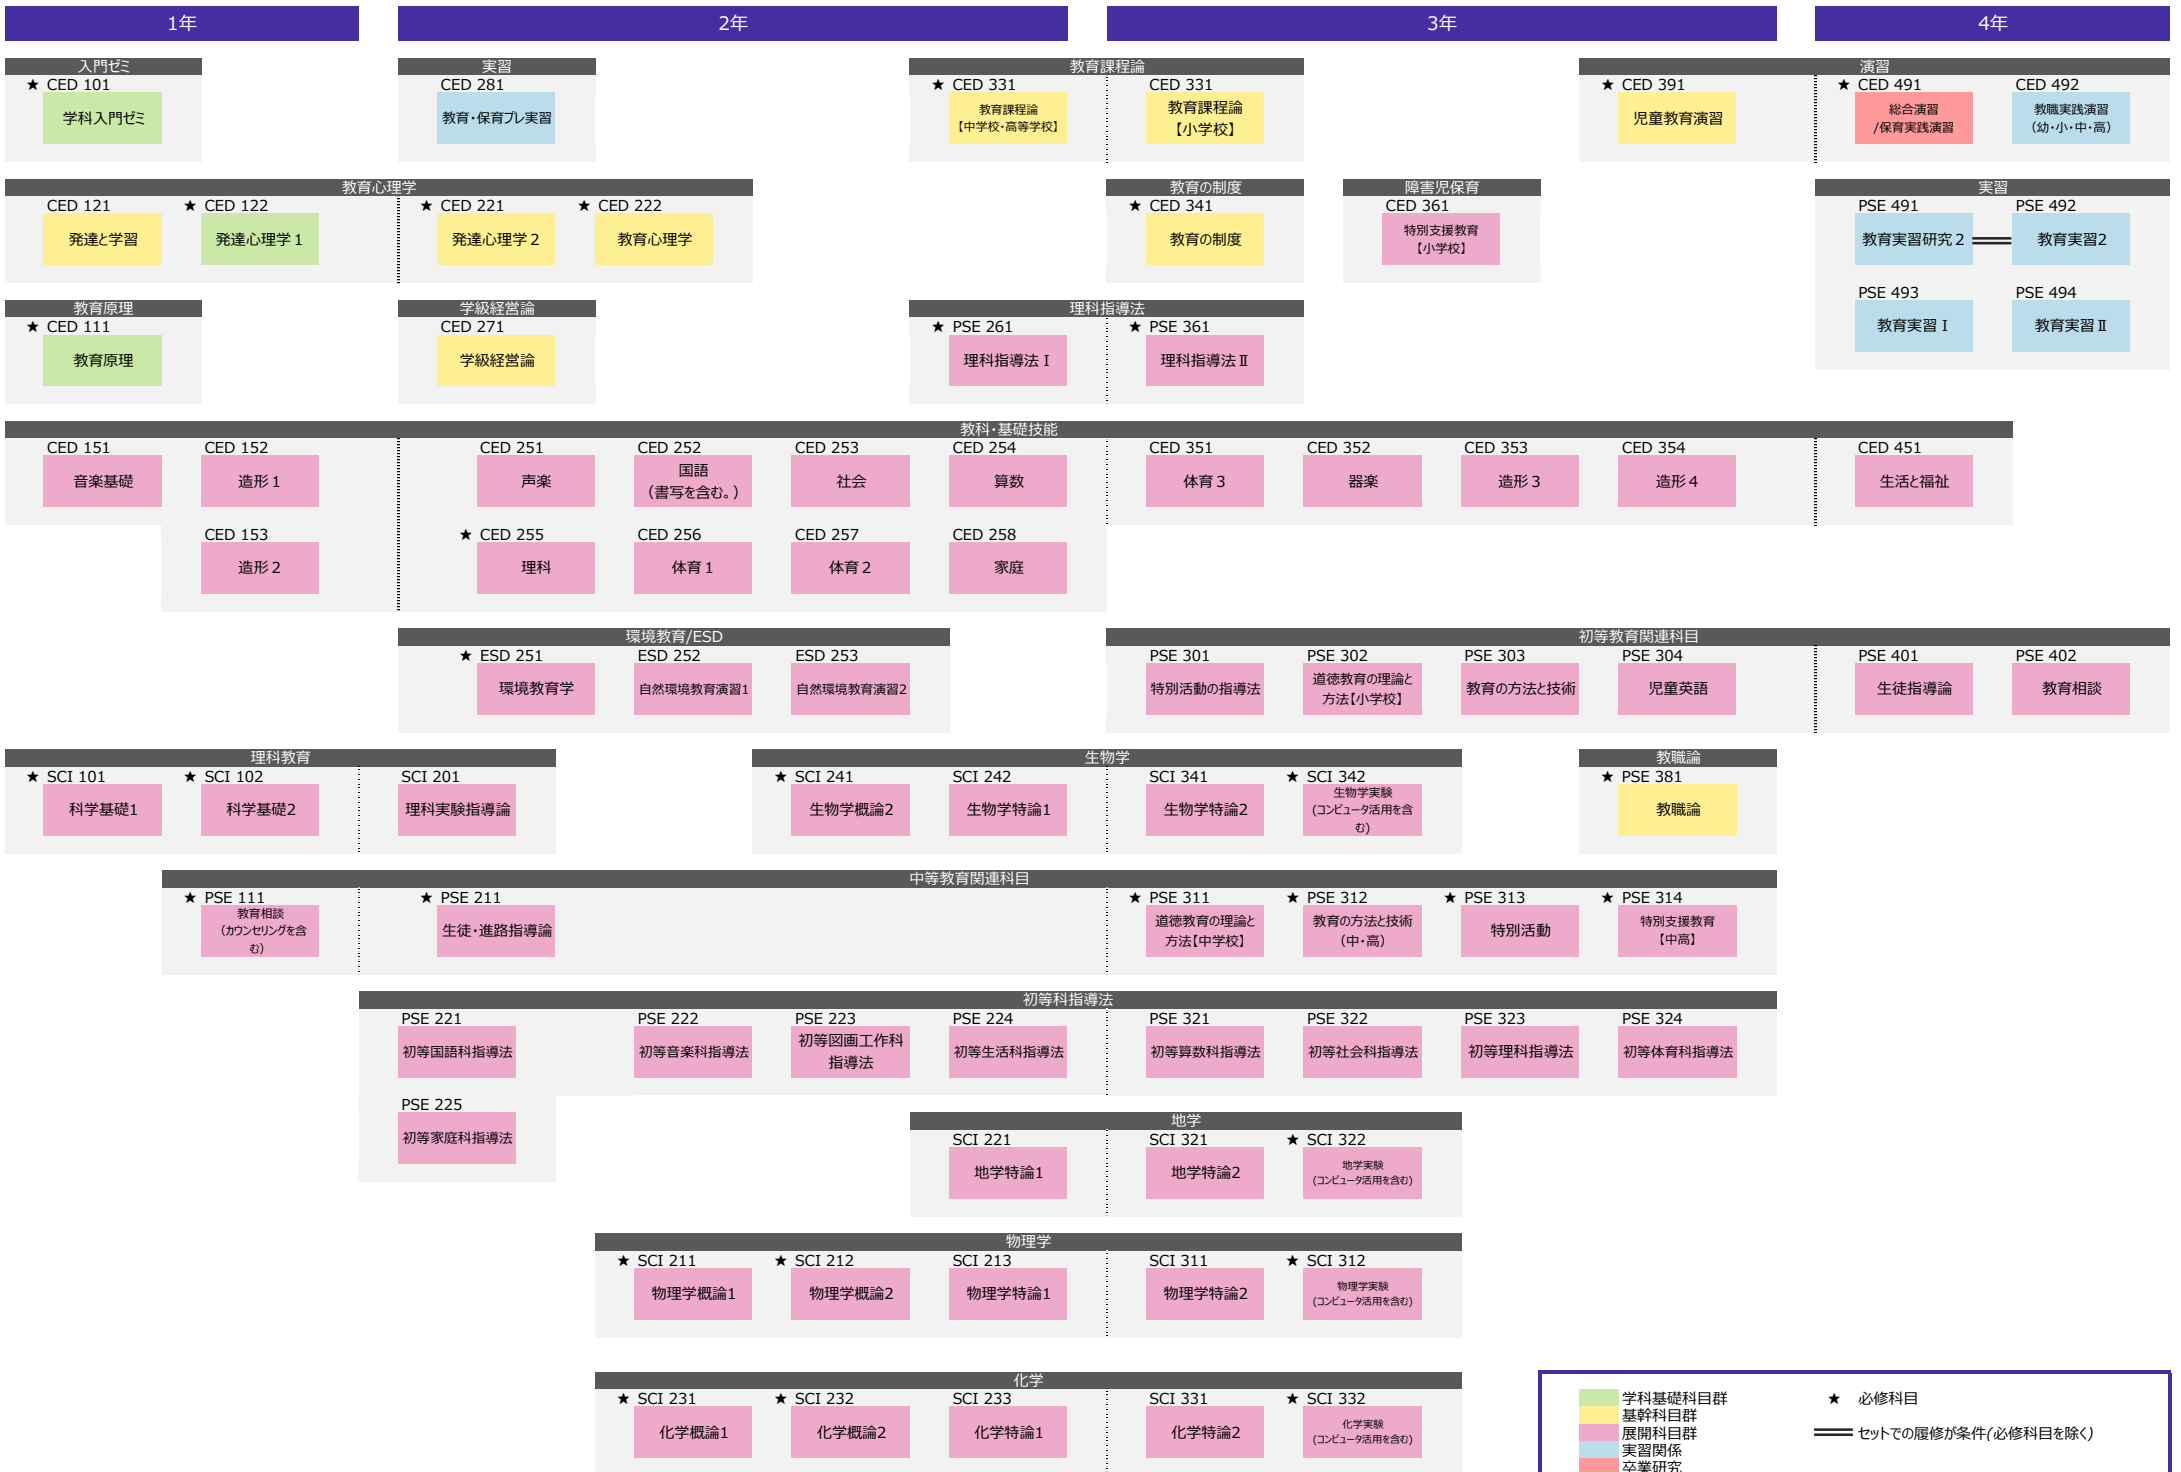 1年 2年 3年 4年
入門ゼミ 実習 教育課程論 演習
★ CED 101 CED 281 ★ CED 331 CED 331 ★ CED 391 ★ CED 491 CED 492
学科入門ゼミ 教育・保育プレ実習 教育課程論 教育課程論 児童教育演習 総合演習 教職実践演習
【中学校・高等学校】 【小学校】 /保育実践演習 (幼・小・中・高)
教育心理学 教育の制度 障害児保育 実習
CED 121 ★ CED 122 ★ CED 221 ★ CED 222 ★ CED 341 CED 361 PSE 491 PSE 492
発達と学習 発達心理学1 発達心理学2 教育心理学 教育の制度 特別支援教育 教育実習研究2 教育実習2
【小学校】
教育原理 学級経営論 理科指導法 PSE 493 PSE 494
★ CED 111 CED 271 ★ PSE 261 ★ PSE 361 教育実習Ⅰ 教育実習Ⅱ
教育原理 学級経営論 理科指導法Ⅰ 理科指導法Ⅱ
教科・基礎技能
CED 151 CED 152 CED 251 CED 252 CED 253 CED 254 CED 351 CED 352 CED 353 CED 354 CED 451
音楽基礎 造形1 声楽 国語 社会 算数 体育3 器楽 造形3 造形4 生活と福祉
(書写を含む。)
CED 153 ★ CED 255 CED 256 CED 257 CED 258
造形2 理科 体育1 体育2 家庭
環境教育/ESD 初等教育関連科目
★ ESD 251 ESD 252 ESD 253 PSE 301 PSE 302 PSE 303 PSE 304 PSE 401 PSE 402
環境教育学 自然環境教育演習1 自然環境教育演習2 特別活動の指導法 道徳教育の理論と 教育の方法と技術 児童英語 生徒指導論 教育相談
方法【小学校】
理科教育 生物学 教職論
★ SCI 101 ★ SCI 102 SCI 201 ★ SCI 241 SCI 242 SCI 341 ★ SCI 342 ★ PSE 381
科学基礎1 科学基礎2 理科実験指導論 生物学概論2 生物学特論1 生物学特論2 生物学実験 教職論
(コンピュータ活用を含
む)
中等教育関連科目
★ PSE 111 ★ PSE 211 ★ PSE 311 ★ PSE 312 ★ PSE 313 ★ PSE 314
教育相談 生徒・進路指導論 道徳教育の理論と 教育の方法と技術 特別活動 特別支援教育
(カウンセリングを含 方法【中学校】 (中・高) 【中高】
む)
初等科指導法
PSE 221 PSE 222 PSE 223 PSE 224 PSE 321 PSE 322 PSE 323 PSE 324
初等国語科指導法 初等音楽科指導法 初等図画工作科 初等生活科指導法 初等算数科指導法 初等社会科指導法 初等理科指導法 初等体育科指導法
指導法
PSE 225
初等家庭科指導法
地学
SCI 221 SCI 321 ★ SCI 322
地学特論1 地学特論2 地学実験
(コンピュータ活用を含む)
物理学
★ SCI 211 ★ SCI 212 SCI 213 SCI 311 ★ SCI 312
物理学概論1 物理学概論2 物理学特論1 物理学特論2 物理学実験
(コンピュータ活用を含む)
化学
★ SCI 231 ★ SCI 232 SCI 233 SCI 331 ★ SCI 332
化学概論1 化学概論2 化学特論1 化学特論2 化学実験
(コンピュータ活用を含む)
学科基礎科目群 ★ 必修科目
基幹科目群
展開科目群 セットでの履修が条件(必修科目を除く)
実習関係
卒業研究